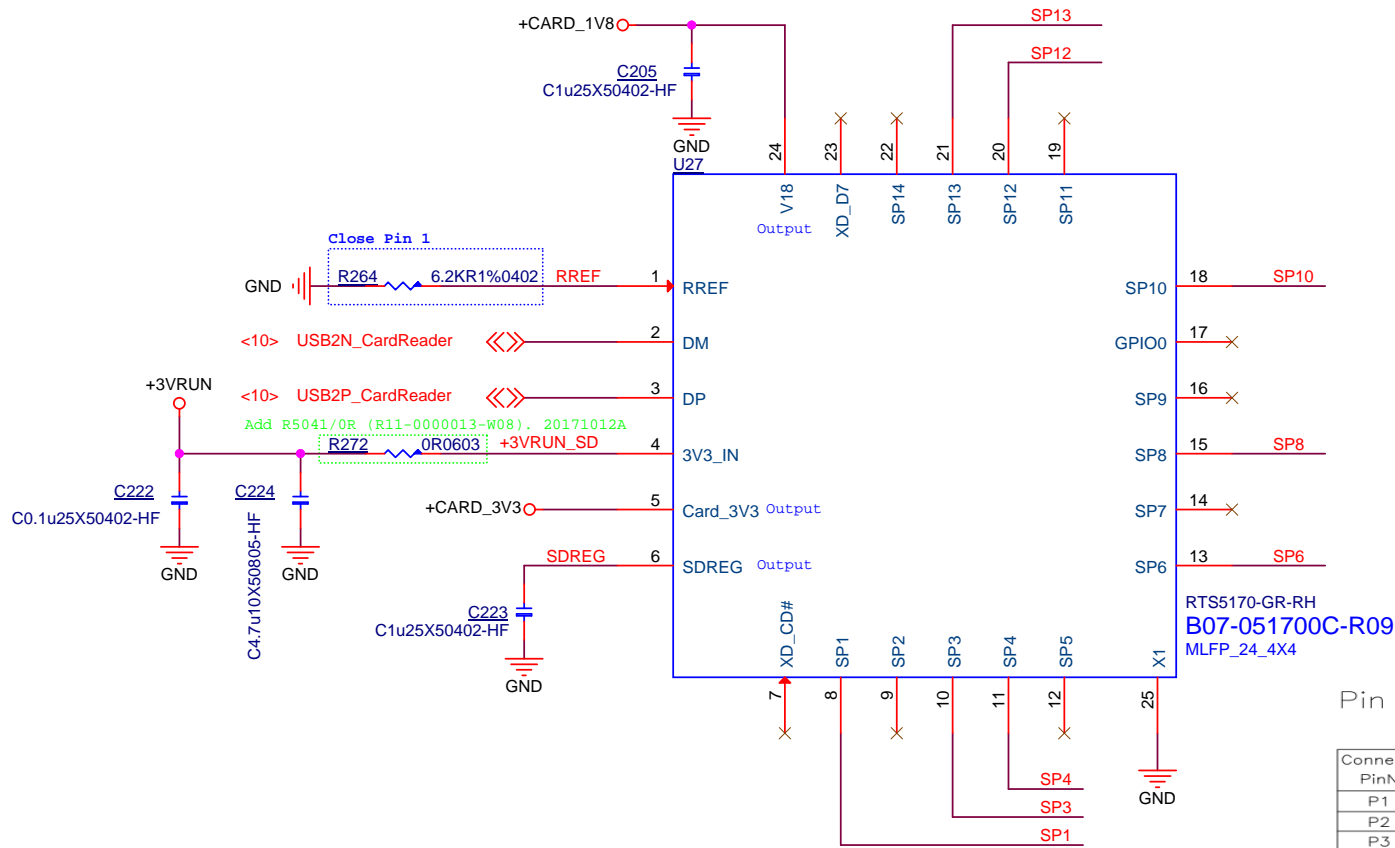 +CARD_1V8
SP13
SP12
C205
C1u25X50402-HF
GND
U27
24
23
22
21
20
19
V18
XD_D7
SP14
SP13
SP12
SP11
Output
Close Pin 1
GND
R264
6.2KR1%0402
RREF
1
RREF
SP10
18
SP10
<10>
USB2N_CardReader
2
DM
GPIO0
17
+3VRUN
<10>
USB2P_CardReader
3
DP
SP9
16
Add R5041/0R (R11-0000013-W08). 20171012A
R272
0R0603
+3VRUN_SD
4
3V3_IN
SP8
15
SP8
C222
C0.1u25X50402-HF
GND
C224
C4.7u10X50805-HF
GND
+CARD_3V3
5
Card_3V3
Output
SP7
14
SDREG
6
SDREG
Output
SP6
13
SP6
C223
C1u25X50402-HF
GND
RTS5170-GR-RH
B07-051700C-R09
MLFP_24_4X4
XD_CD#
SP1
SP2
SP3
SP4
SP5
X1
7
8
9
10
11
12
25
GND
SP4
SP3
SP1
Pin
Conne
PinN
P1
P2
P3